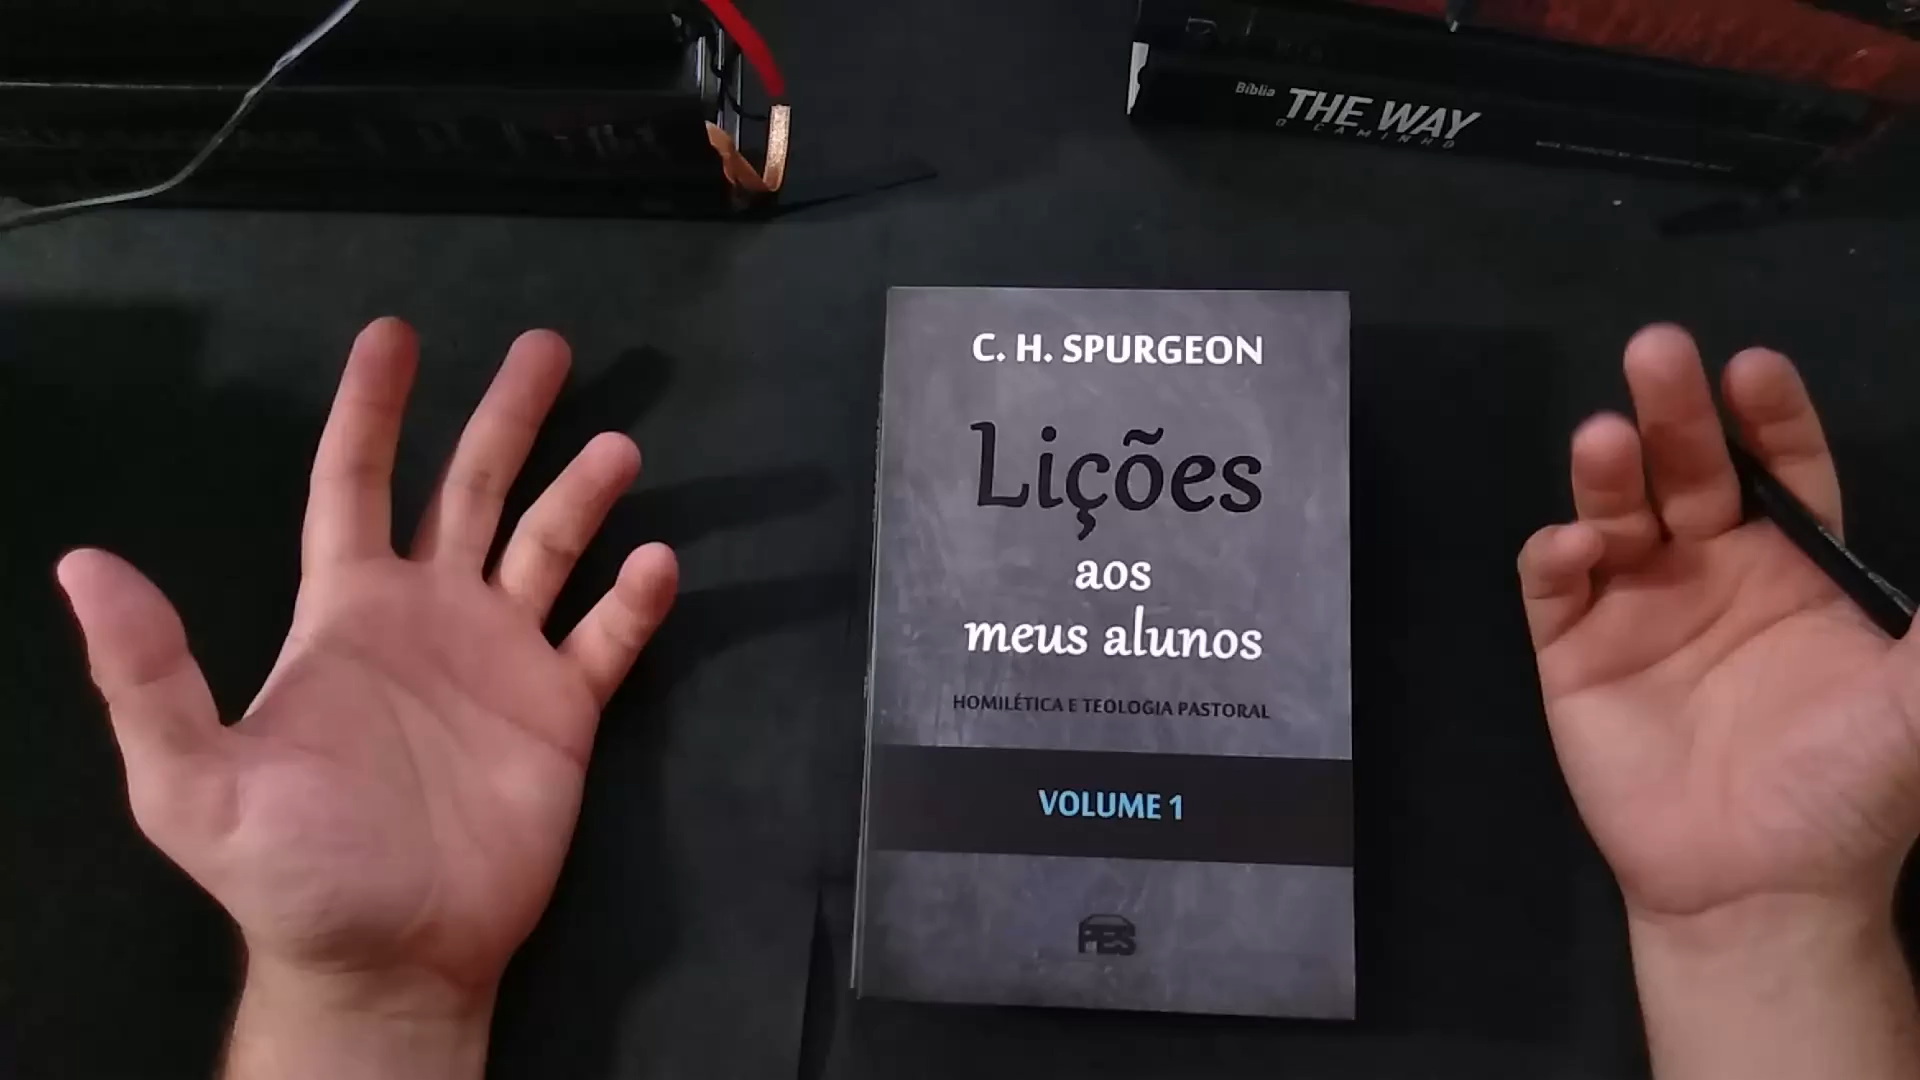 Bíblia
THE WAY
O CAMINHO
C. H. SPURGEON
Lições
aos
meus alunos
HOMILÉTICA E TEOLOGIA PASTORAL
VOLUME 1
PES